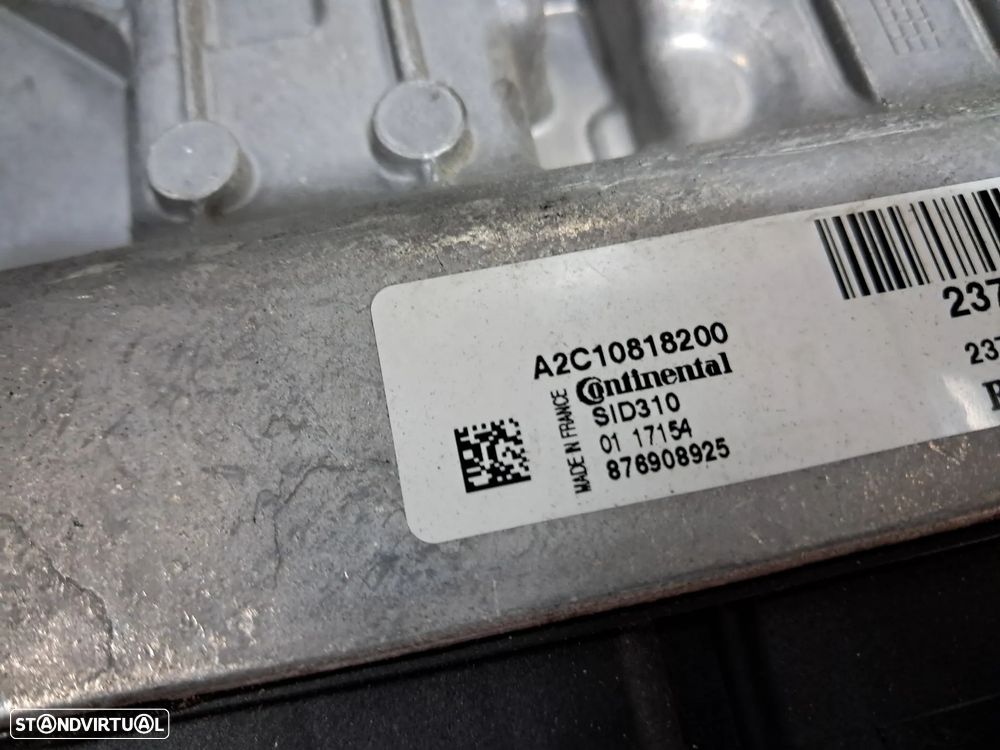 A2C10818200
Continental
SID310
01 17154
876908925
MADE IN FRANCE
237
237
STANDVIRTUAL